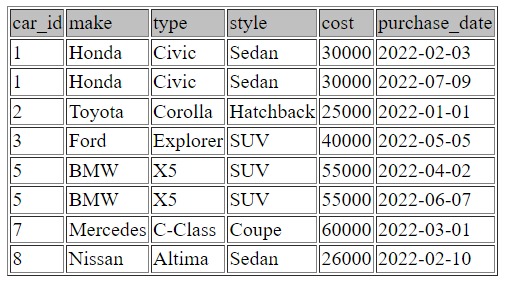 car_id make type style cost purchase_date
1 Honda Civic Sedan 30000 2022-02-03
1 Honda Civic Sedan 30000 2022-07-09
2 Toyota Corolla Hatchback 25000 2022-01-01
3 Ford Explorer SUV 40000 2022-05-05
5 BMW X5 SUV 55000 2022-04-02
5 BMW X5 SUV 55000 2022-06-07
7 Mercedes C-Class Coupe 60000 2022-03-01
8 Nissan Altima Sedan 26000 2022-02-10